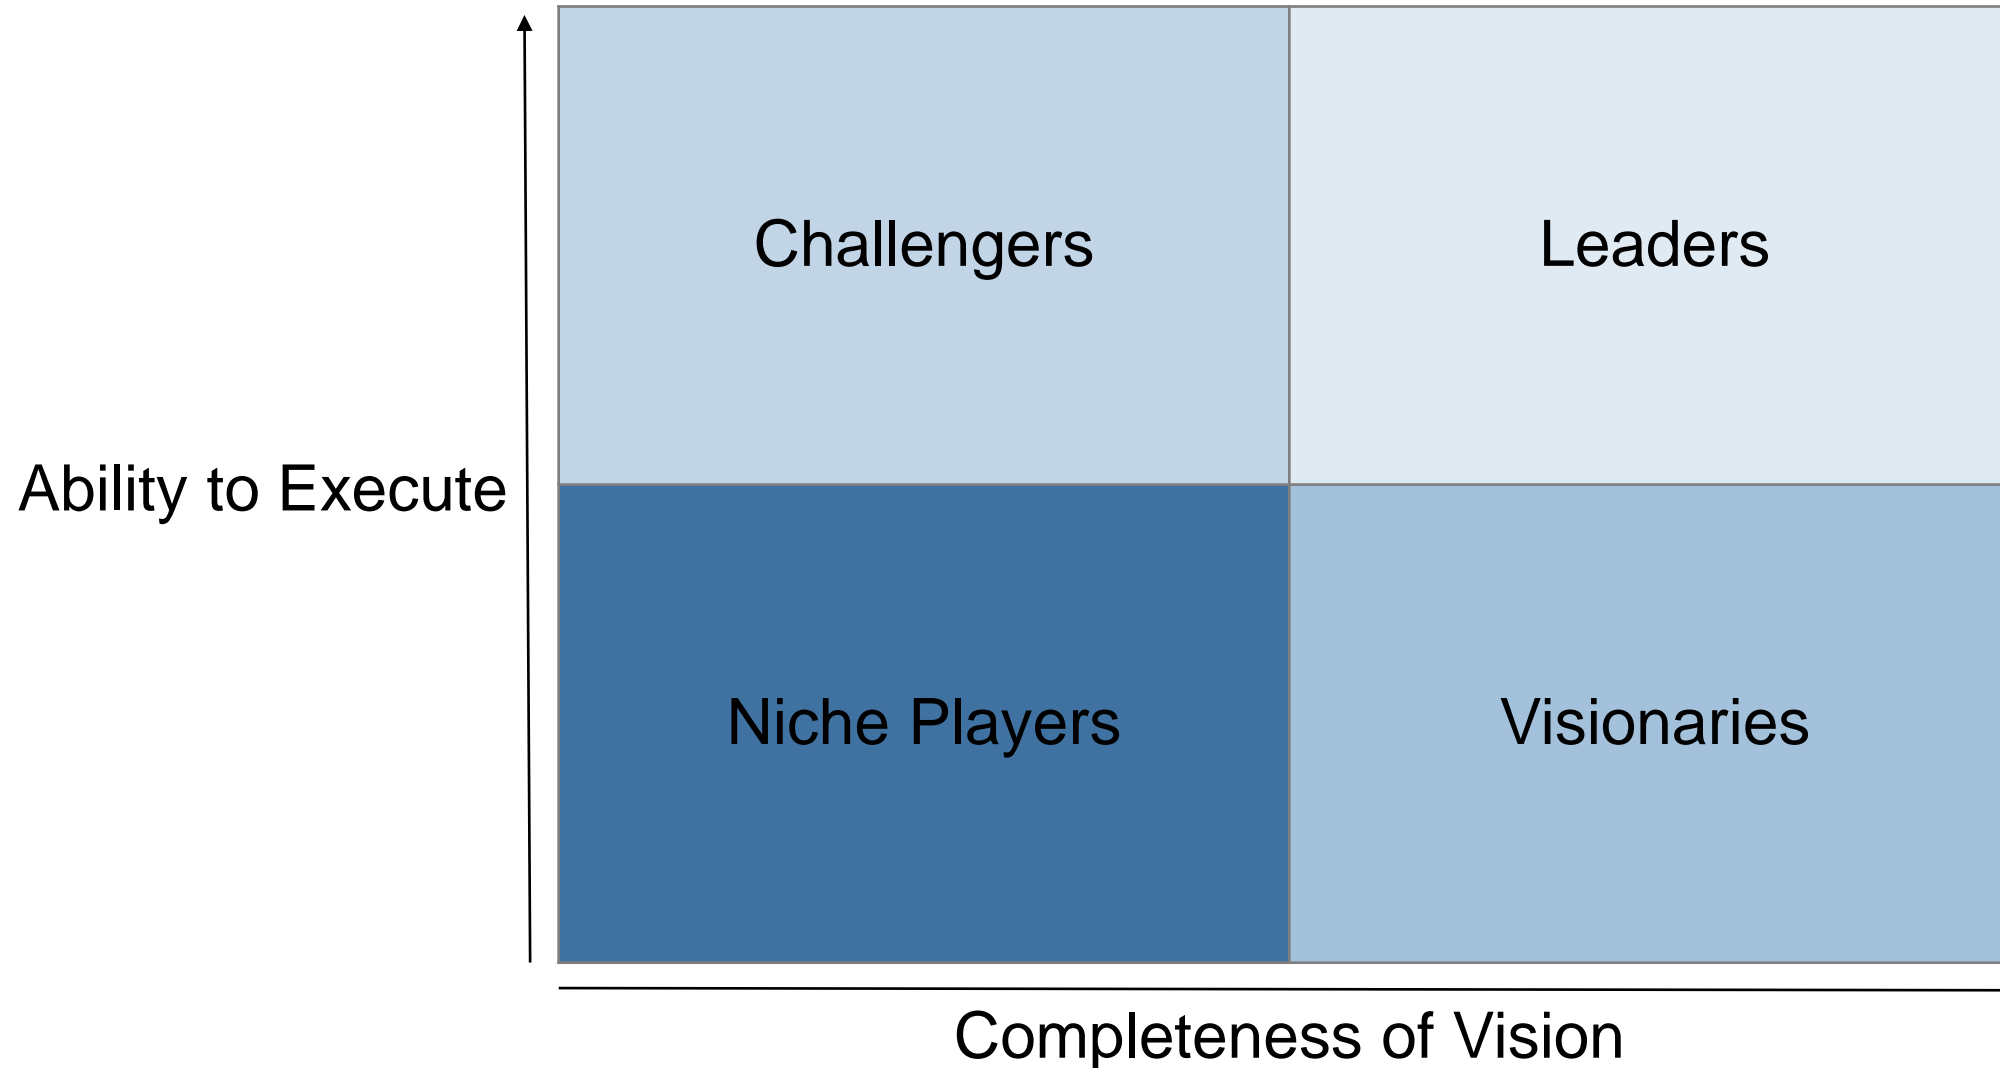 Challengers
Leaders
Ability to Execute
Niche Players
Visionaries
Completeness of Vision